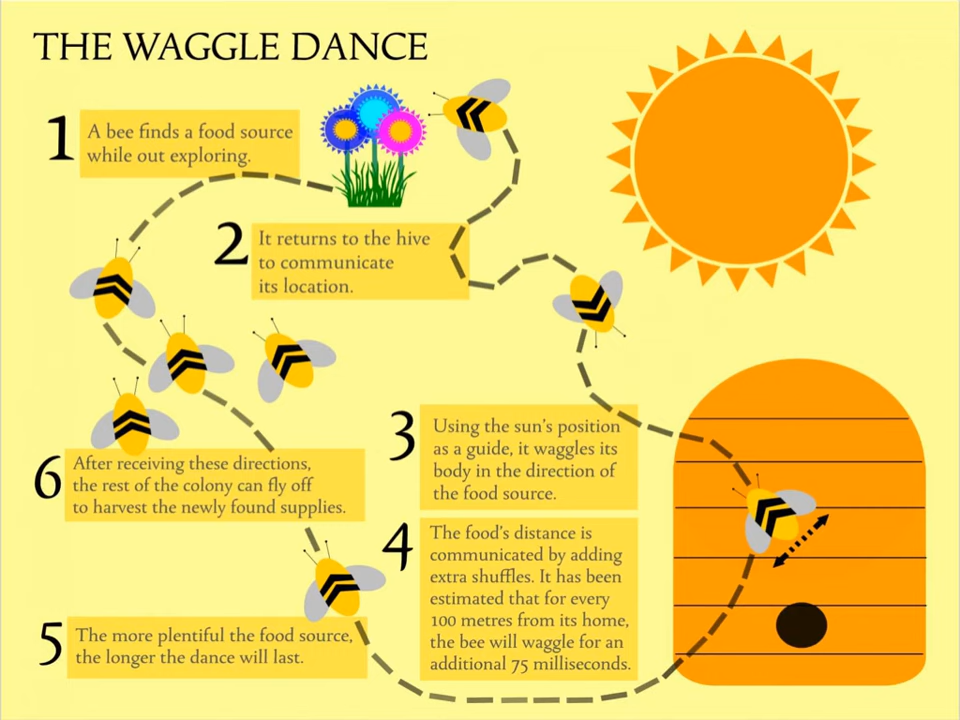 THE WAGGLE DANCE
1
A bee finds a food source
while out exploring.
2
It returns to the hive
to communicate
its location.
3
Using the sun's position
as a guide, it waggles its
body in the direction of
the food source.
4
The food's distance is
communicated by adding
extra shuffles. It has been
estimated that for every
100 metres from its home,
the bee will waggle for an
additional 75 milliseconds.
5
The more plentiful the food source,
the longer the dance will last.
6
After receiving these directions,
the rest of the colony can fly off
to harvest the newly found supplies.